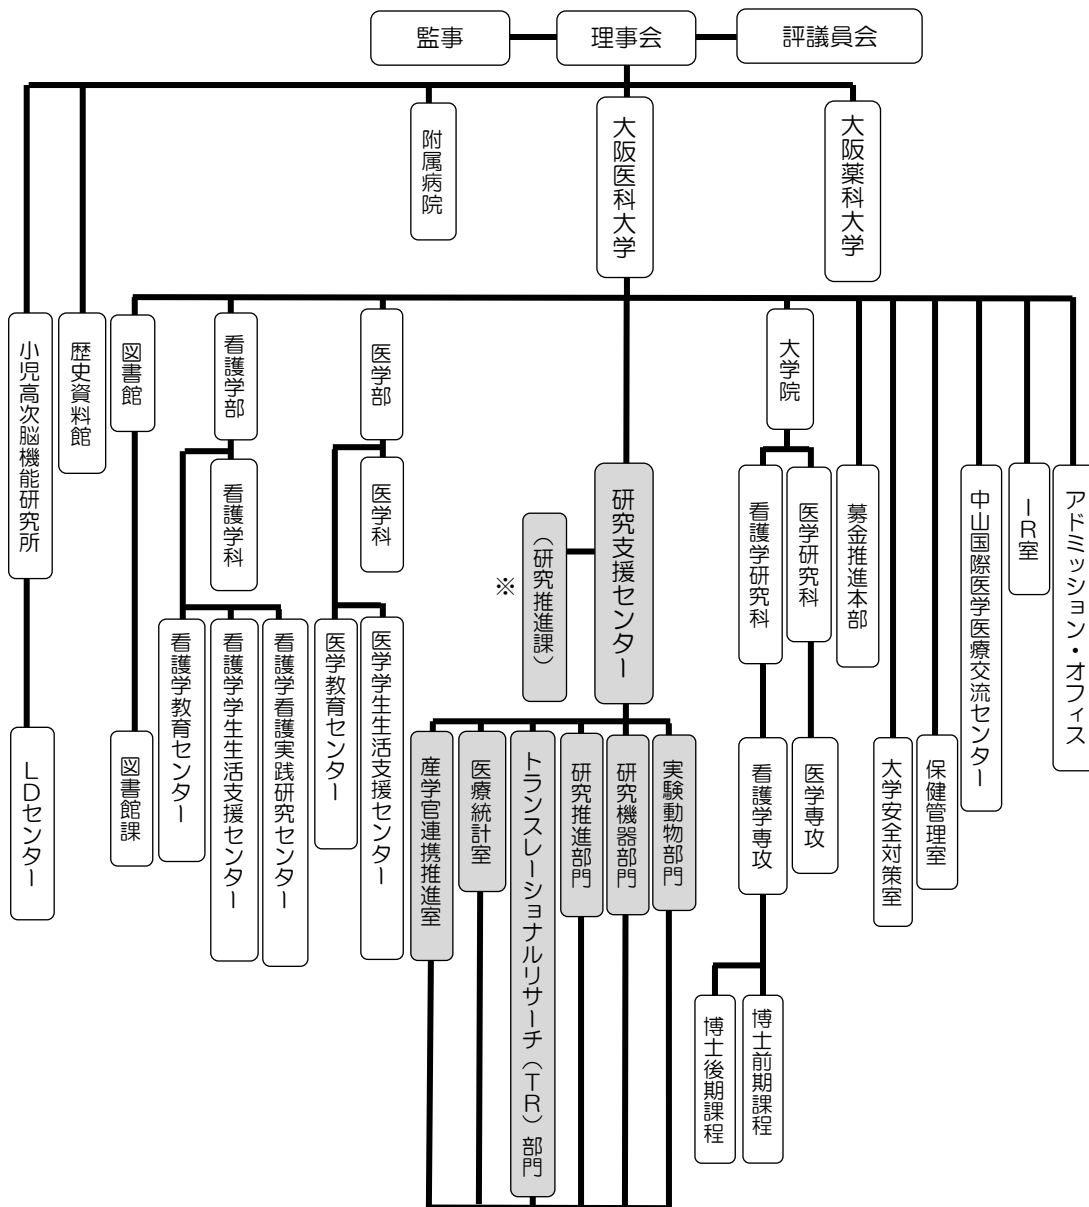 監事
理事会
評議員会
附属病院
大阪医科大学
大阪薬科大学
小児高次脳機能研究所
歴史資料館
図書館
看護学部
医学部
大学院
看護学科
医学科
※
（研究推進課）
研究支援センター
看護学研究科
医学研究科
募金推進本部
大学安全対策室
保健管理室
中山国際医学医療交流センター
IR室
アドミッション・オフィス
LDセンター
図書館課
看護学教育センター
看護学学生生活支援センター
看護学看護実践研究センター
医学教育センター
医学学生生活支援センター
産学官連携推進室
医療統計室
トランスレーショナルリサーチ（TR）部門
研究推進部門
研究機器部門
実験動物部門
看護学専攻
医学専攻
博士後期課程
博士前期課程